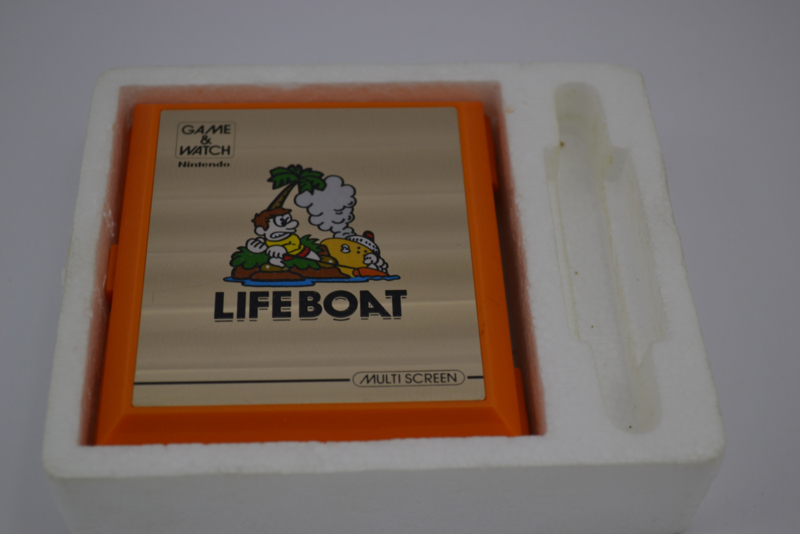 GAME
&
WATCH
Nintendo
LIFEBOAT
MULTI SCREEN